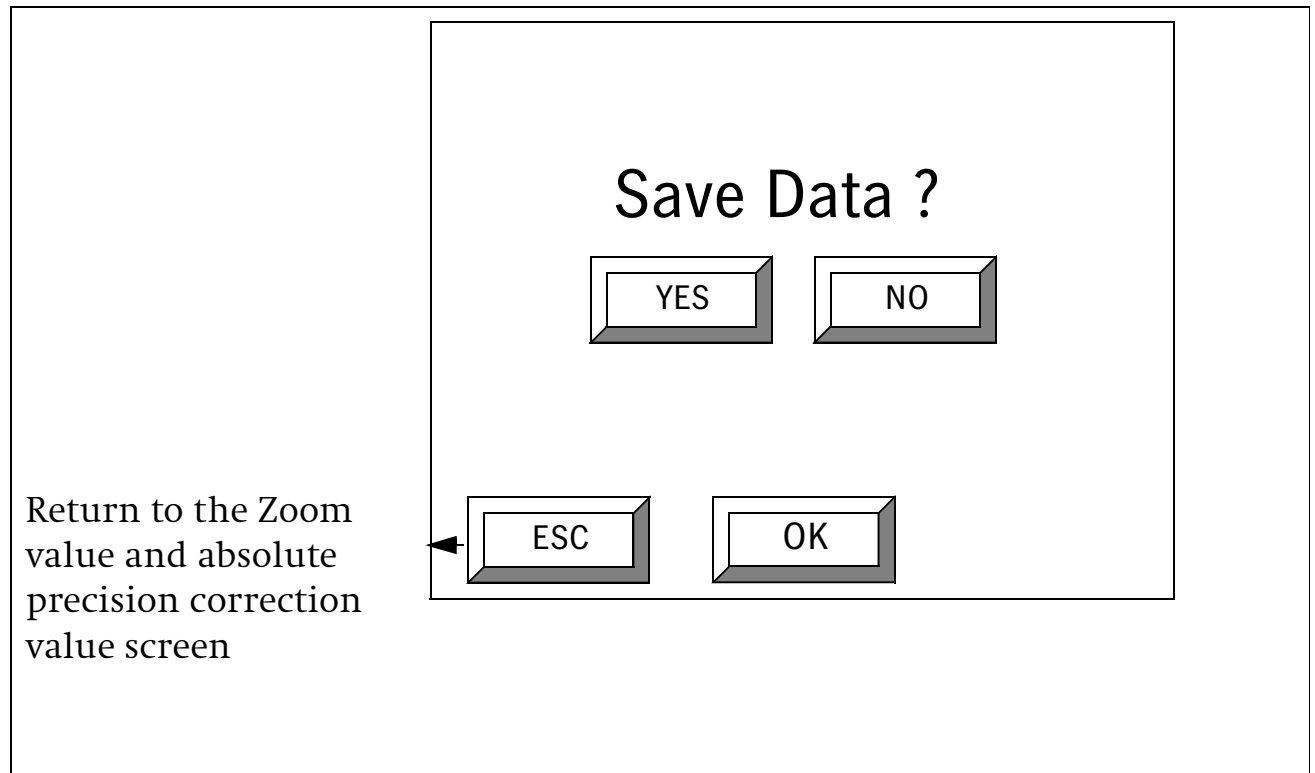 Save Data ?
YES NO
Return to the Zoom
value and absolute
precision correction
value screen
ESC OK